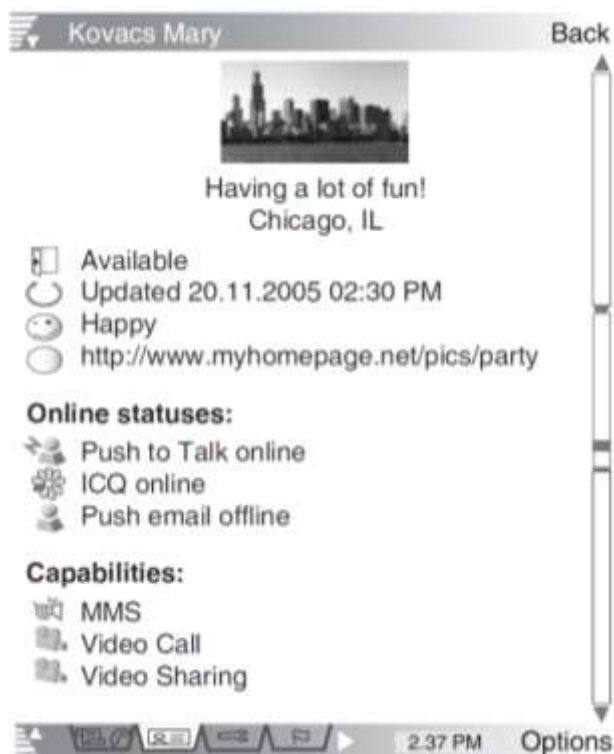 Kovacs Mary Back
Having a lot of fun!
Chicago, IL
Available
Updated 20.11.2005 02:30 PM
Happy
http://www.myhomepage.net/pics/party
Online statuses:
Push to Talk online
ICQ online
Push email offline
Capabilities:
MMS
Video Call
Video Sharing
2.37 PM Options